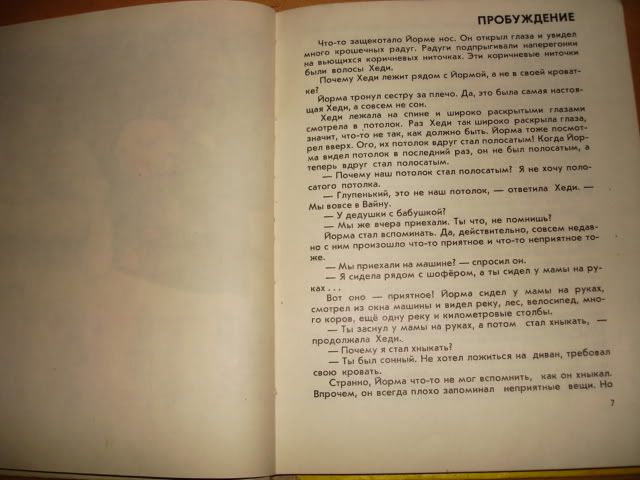 ПРОБУЖДЕНИЕ
Что-то защекотало Йорме нос. Он открыл глаза и увидел
много крошечных радуг. Радуги подпрыгивали наперегонки
на вьющихся коричневых ниточках. Эти коричневые ниточки
были волосы Хеди.
Почему Хеди лежит рядом с Йормой, а не в своей кроват-
ке?
Йорма тронул сестру за плечо. Да, это была самая настоя-
щая Хеди, а совсем не сон.
Хеди лежала на спине и широко раскрытыми глазами
смотрела в потолок. Раз Хеди так широко раскрыла глаза,
значит, что-то не так, как должно быть. Йорма тоже посмот-
рел вверх. Ого, их потолок вдруг стал полосатым! Когда Йор-
ма видел потолок в последний раз, он не был полосатым, а
теперь вдруг стал полосатым.
— Почему наш потолок стал полосатым? Я не хочу поло-
сатого потолка.
— Глупенький, это не наш потолок, — ответила Хеди. —
Мы вовсе в Вайну.
— У дедушки с бабушкой?
— Мы же вчера приехали. Ты что, не помнишь?
Йорма стал вспоминать. Да, действительно, совсем недав-
но с ним произошло что-то приятное и что-то неприятное то-
же.
— Мы приехали на машине? — спросил он.
— Я сидела рядом с шофёром, а ты сидел у мамы на ру-
ках . . .
Вот оно — приятное! Йорма сидел у мамы на руках,
смотрел из окна машины и видел реку, лес, велосипед, мно-
го коров, ещё одну реку и километровые столбы.
— Ты заснул у мамы на руках, а потом стал хныкать, —
продолжала Хеди.
— Почему я стал хныкать?
— Ты был сонный. Не хотел ложиться на диван, требовал
свою кровать.
Странно, Йорма что-то не мог вспомнить, как он хныкал.
Впрочем, он всегда плохо запоминал неприятные вещи. Но
7